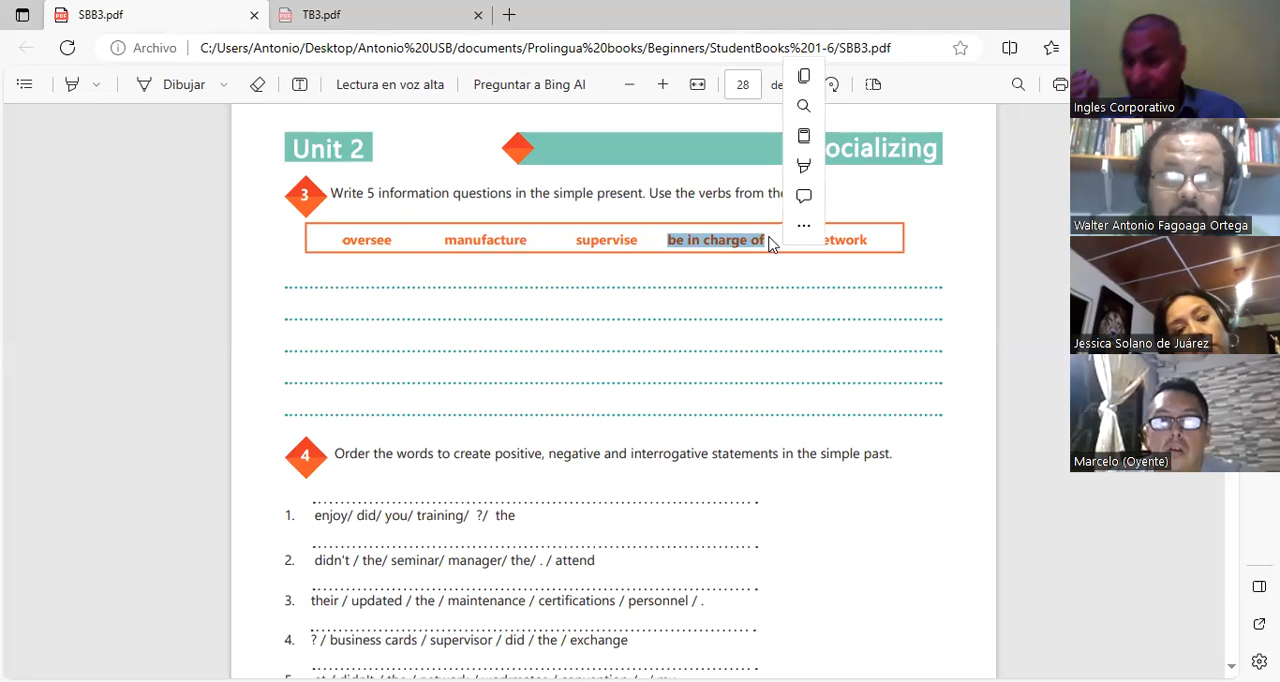 SBB3.pdf
TB3.pdf
Archivo
C:/Users/Antonio/Desktop/Antonio%20USB/documents/Prolingua%20books/Beginners/StudentBooks%201-6/SBB3.pdf
Dibujar
Lectura en voz alta
Preguntar a Bing AI
28
de
Unit 2
ocializing
3 Write 5 information questions in the simple present. Use the verbs from the
oversee manufacture supervise be in charge of etwork
4 Order the words to create positive, negative and interrogative statements in the simple past.
1. enjoy/ did/ you/ training/ ?/ the
2. didn't / the/ seminar/ manager/ the/ . / attend
3. their / updated / the / maintenance / certifications / personnel / .
4. ? / business cards / supervisor / did / the / exchange
Ingles Corporativo
Walter Antonio Fagoaga Ortega
Jessica Solano de Juárez
Marcelo (Oyente)